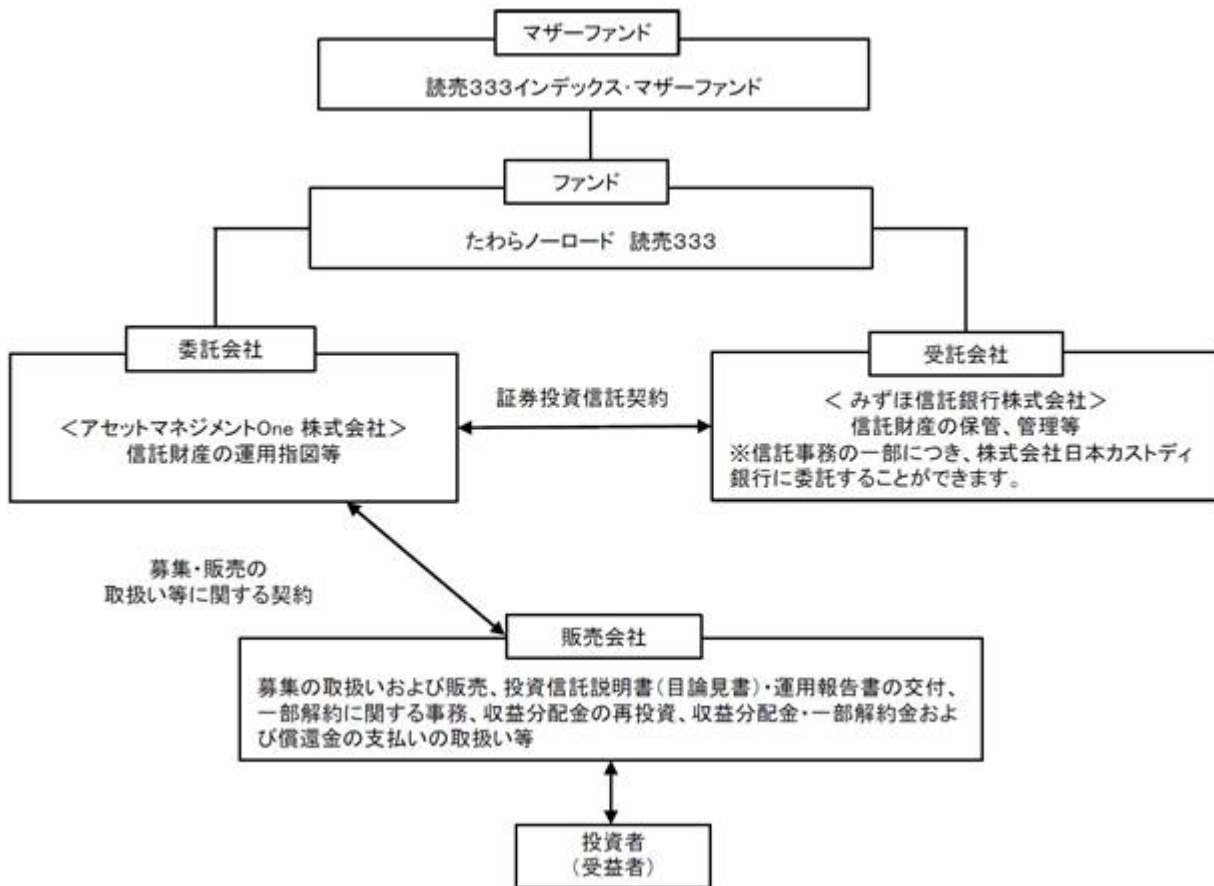 マザーファンド
読売333インデックス・マザーファンド
ファンド
たわらノーロード 読売333
委託会社
＜アセットマネジメントOne 株式会社＞
信託財産の運用指図等
証券投資信託契約
受託会社
＜ みずほ信託銀行株式会社＞
信託財産の保管、管理等
※信託事務の一部につき、株式会社日本カストディ
銀行に委託することができます。
募集・販売の
取扱い等に関する契約
販売会社
募集の取扱いおよび販売、投資信託説明書（目論見書）・運用報告書の交付、
一部解約に関する事務、収益分配金の再投資、収益分配金・一部解約金およ
び償還金の支払いの取扱い等
投資者
（受益者）